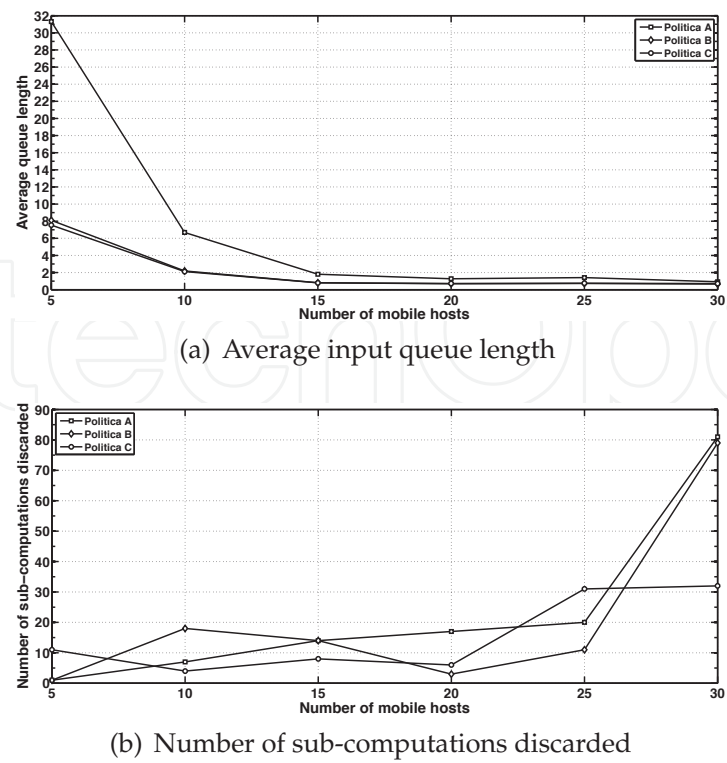 32
30
28
26
24
22
20
18
16
14
12
10
8
6
4
2
0
Average queue length
Politica A
Politica B
Politica C
5 10 15 20 25 30
Number of mobile hosts
(a) Average input queue length
90
80
70
60
50
40
30
20
10
0
Number of sub-computations discarded
Politica A
Politica B
Politica C
5 10 15 20 25 30
Number of mobile hosts
(b) Number of sub-computations discarded